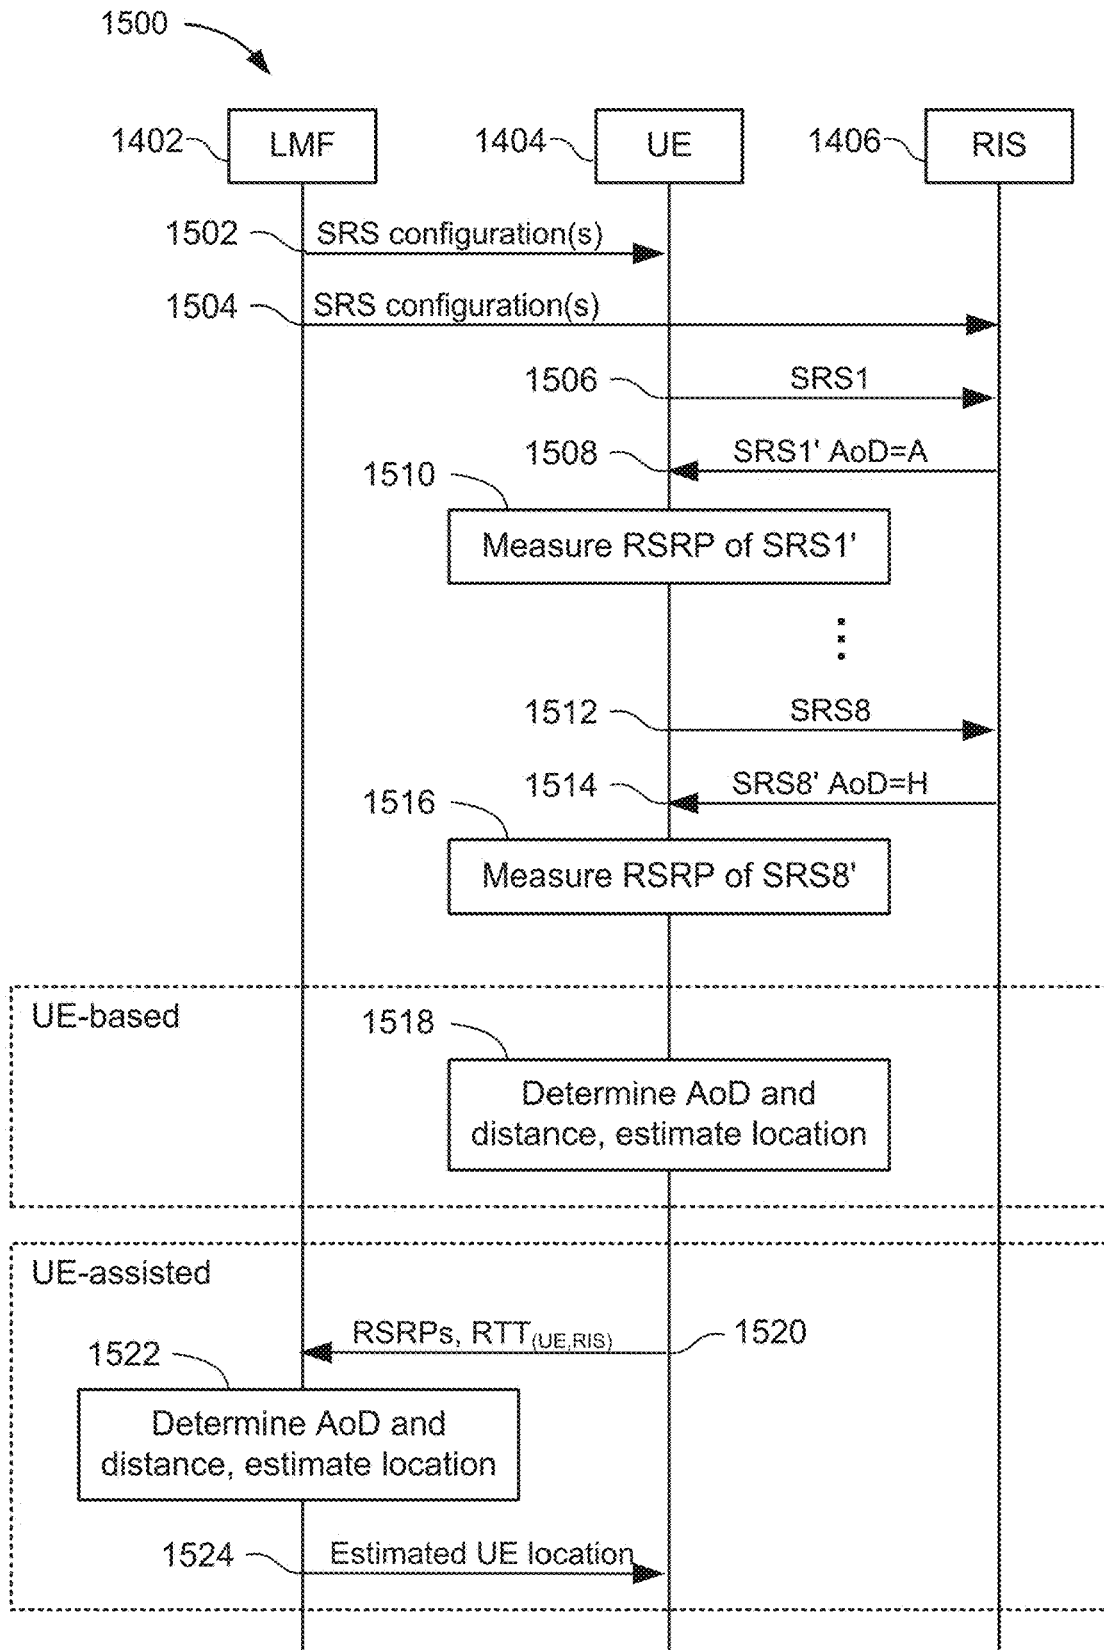 1500
1402
LMF
1404
UE
1406
RIS
1502
SRS configuration(s)
1504
SRS configuration(s)
1506
SRS1
1508
SRS1' AoD=A
1510
Measure RSRP of SRS1'
1512
SRS8
1514
SRS8' AoD=H
1516
Measure RSRP of SRS8'
UE-based
1518
Determine AoD and
distance, estimate location
UE-assisted
RSRPs, RTT(UE,RIS)
1520
1522
Determine AoD and
distance, estimate location
1524
Estimated UE location